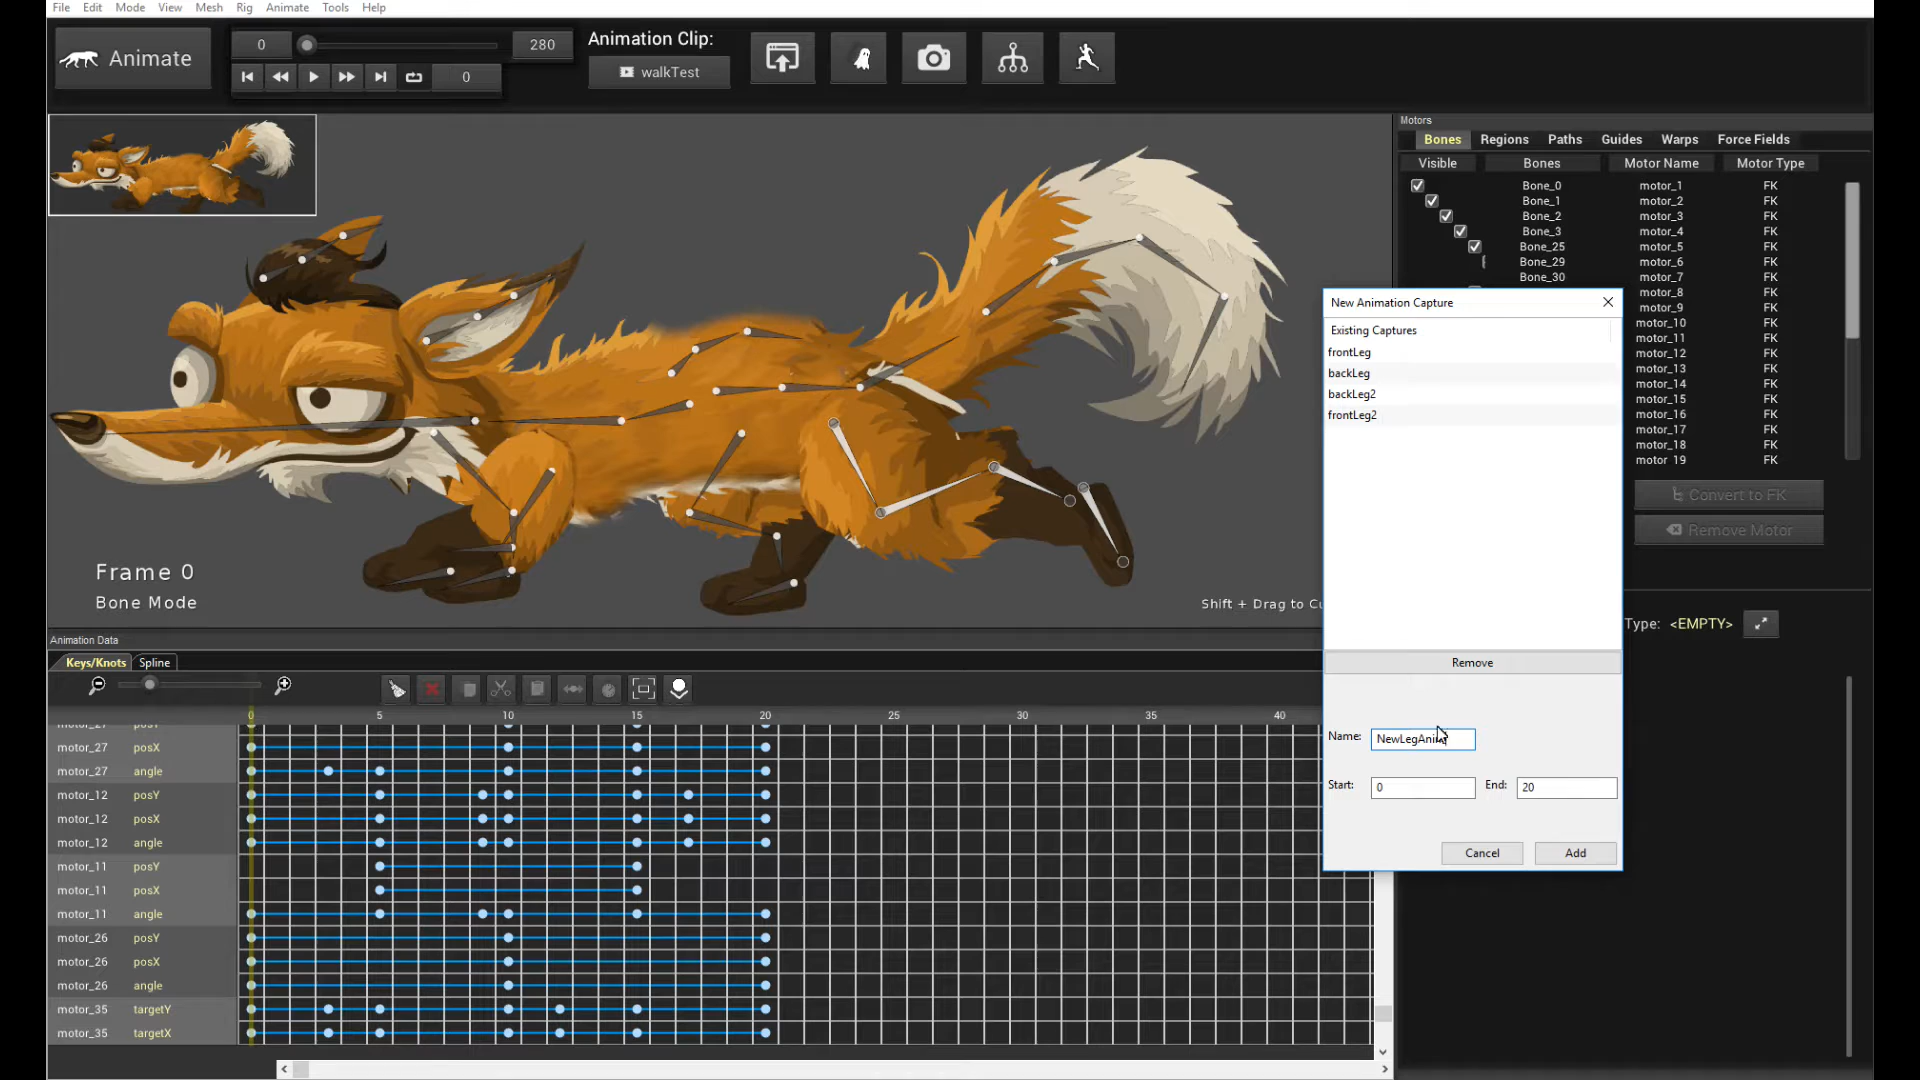 File Edit Mode View Mesh Rig Animate Tools Help
Animate
0
280
0
Animation Clip:
walkTest
Motors
Bones Regions Paths Guides Warps Force Fields
Visible Bones Motor Name Motor Type
Bone_0 motor_1 FK
Bone_1 motor_2 FK
Bone_2 motor_3 FK
Bone_3 motor_4 FK
Bone_25 motor_5 FK
Bone_29 motor_6 FK
Bone_30 motor_7 FK
motor_8 FK
motor_9 FK
motor_10 FK
motor_11 FK
motor_12 FK
motor_13 FK
motor_14 FK
motor_15 FK
motor_16 FK
motor_17 FK
motor_18 FK
motor_19 FK
Convert to FK
Remove Motor
Type: <EMPTY>
New Animation Capture
Existing Captures
frontLeg
backLeg
backLeg2
frontLeg2
Remove
Name:
Start: 0 End: 20
Cancel Add
Frame 0
Bone Mode
Shift + Drag to
Animation Data
Keys/Knots Spline
0 5 10 15 20 25 30 35 40
motor_27 posY
motor_27 posX
motor_27 angle
motor_12 posY
motor_12 posX
motor_12 angle
motor_11 posY
motor_11 posX
motor_11 angle
motor_26 posY
motor_26 posX
motor_26 angle
motor_35 targetY
motor_35 targetX